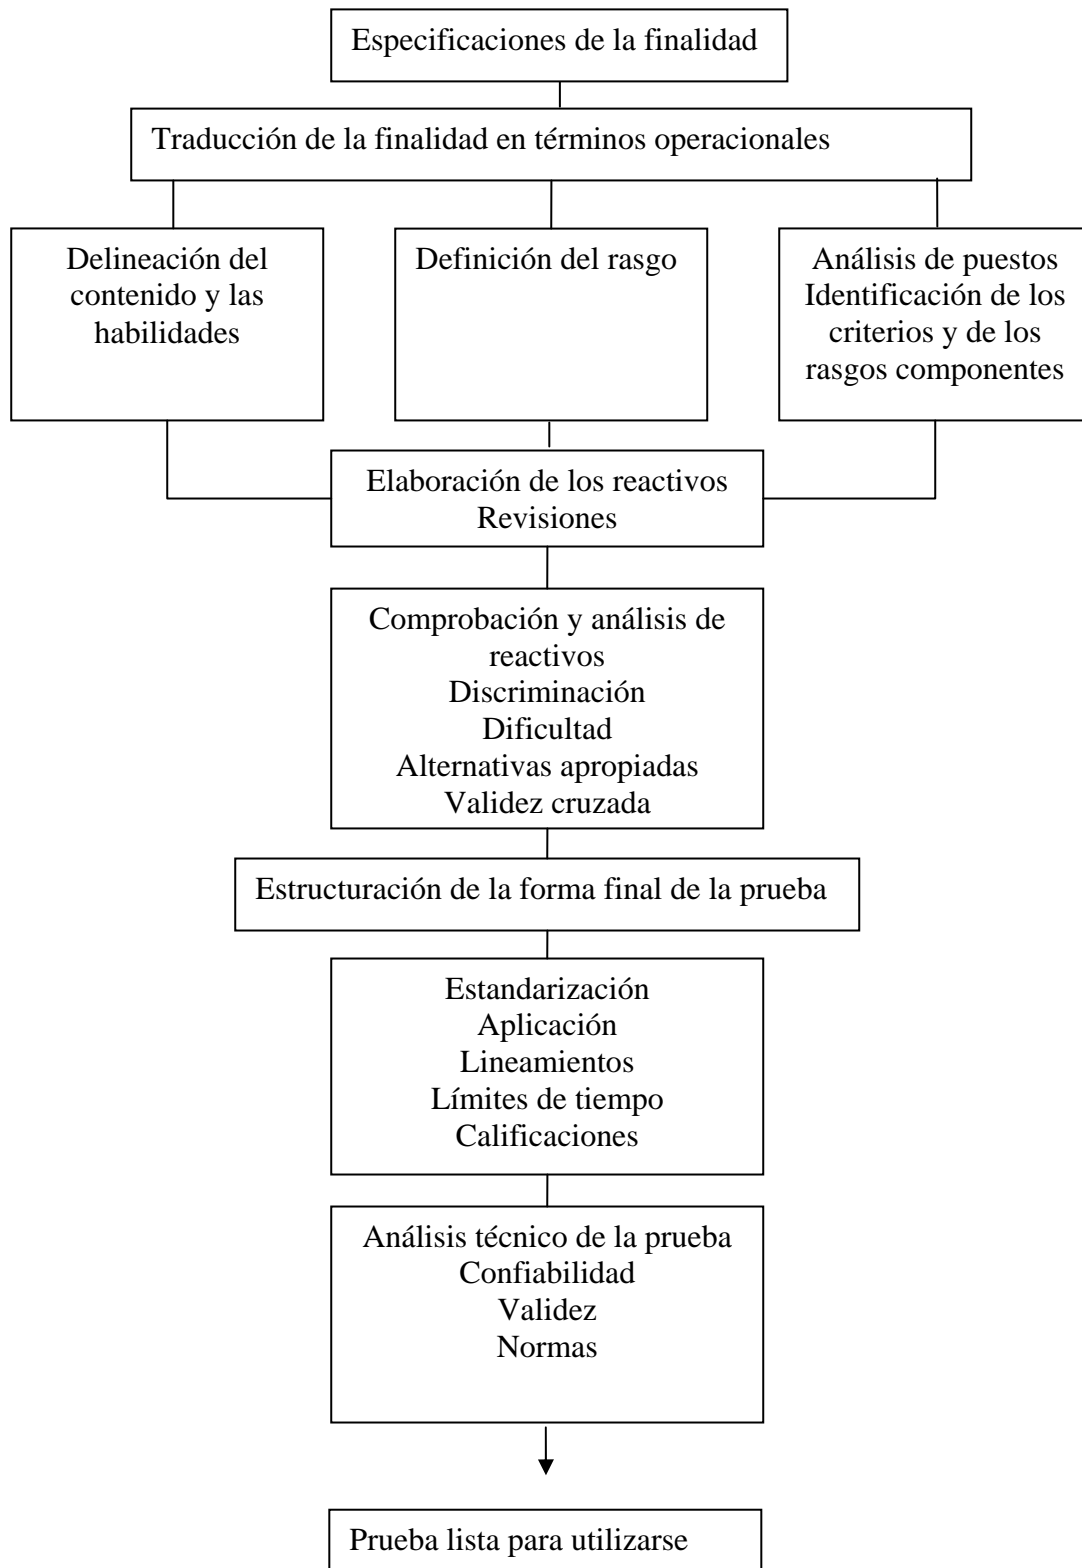 Especificaciones de la finalidad
Traducción de la finalidad en términos operacionales
Delineación del
contenido y las
habilidades
Definición del rasgo
Análisis de puestos
Identificación de los
criterios y de los
rasgos componentes
Elaboración de los reactivos
Revisiones
Comprobación y análisis de
reactivos
Discriminación
Dificultad
Alternativas apropiadas
Validez cruzada
Estructuración de la forma final de la prueba
Estandarización
Aplicación
Lineamientos
Límites de tiempo
Calificaciones
Análisis técnico de la prueba
Confiabilidad
Validez
Normas
Prueba lista para utilizarse